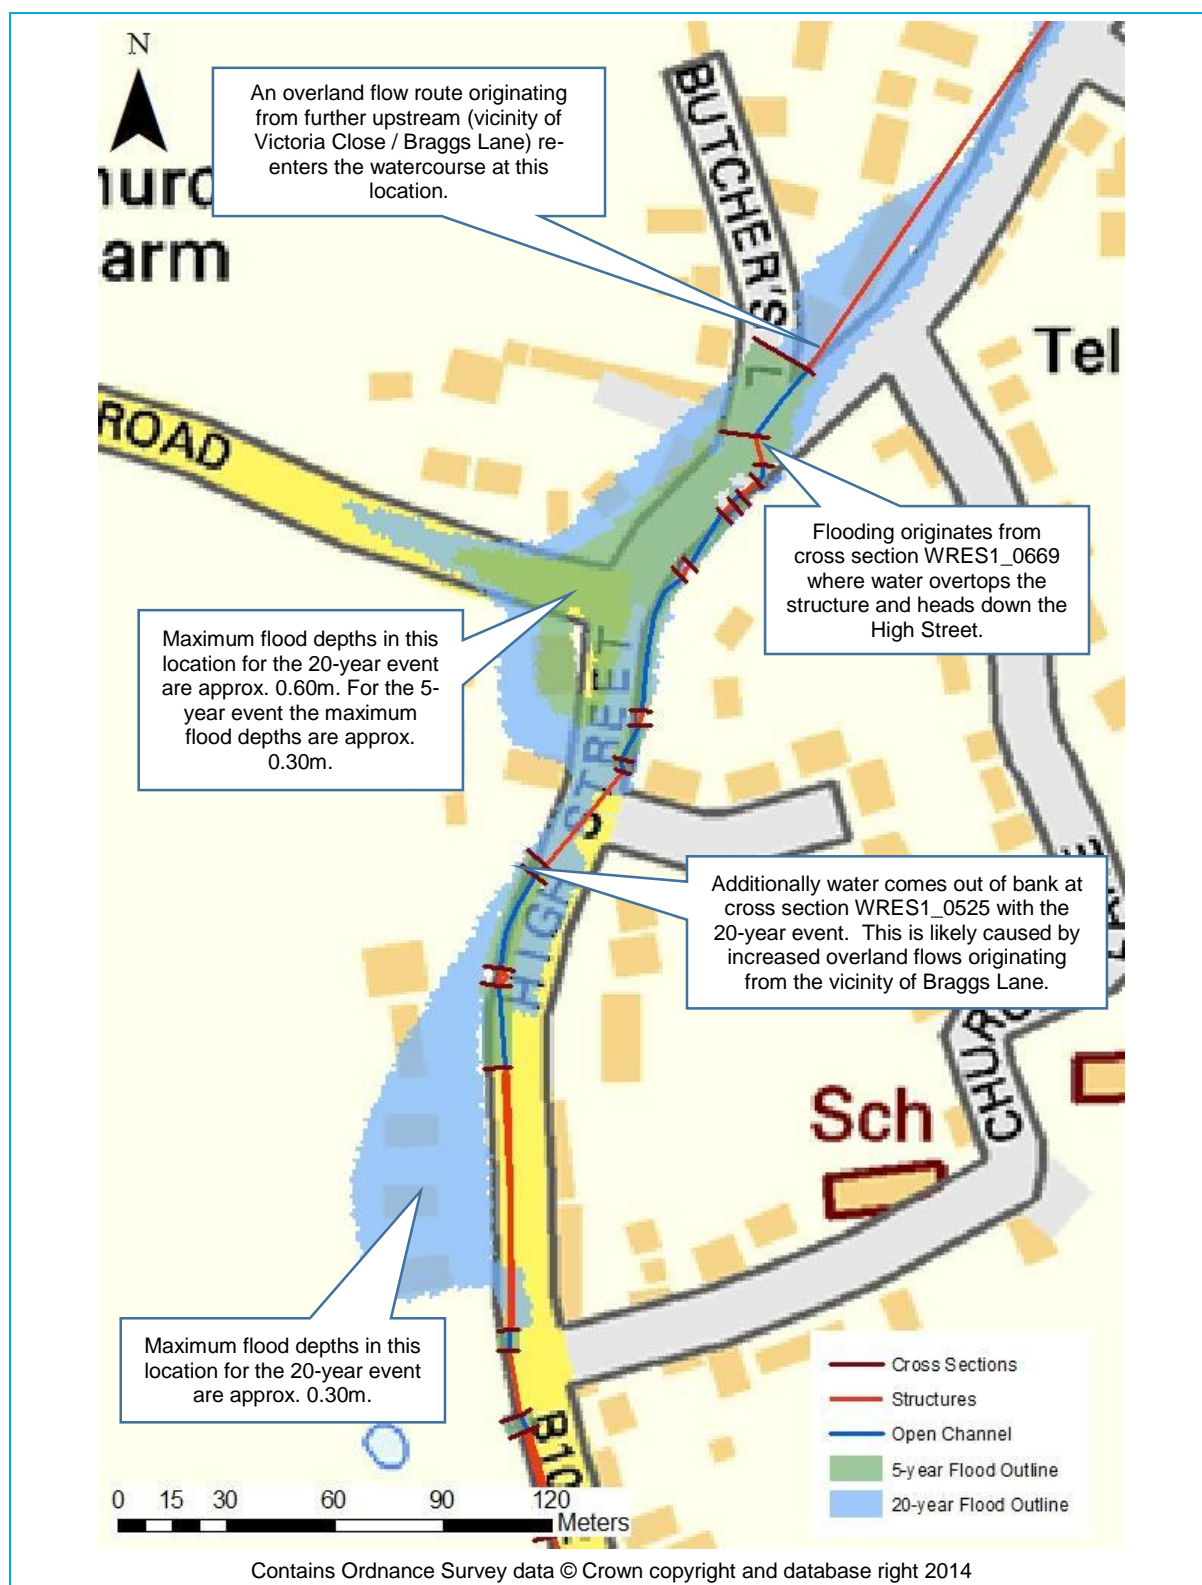 N
An overland flow route originating
from further upstream (vicinity of
Victoria Close / Braggs Lane) re-
enters the watercourse at this
location.
BUTCHER'S L
hurc
arm
Tel
ROAD
Flooding originates from
cross section WRES1_0669
where water overtops the
structure and heads down the
High Street.
Maximum flood depths in this
location for the 20-year event
are approx. 0.60m. For the 5-
year event the maximum
flood depths are approx.
0.30m.
HIGH STREET
Additionally water comes out of bank at
cross section WRES1_0525 with the
20-year event.  This is likely caused by
increased overland flows originating
from the vicinity of Braggs Lane.
CHURC
Sch
Maximum flood depths in this
location for the 20-year event
are approx. 0.30m.
B10
Cross Sections
Structures
Open Channel
5-year Flood Outline
20-year Flood Outline
0 15 30 60 90 120
Meters
Contains Ordnance Survey data © Crown copyright and database right 2014